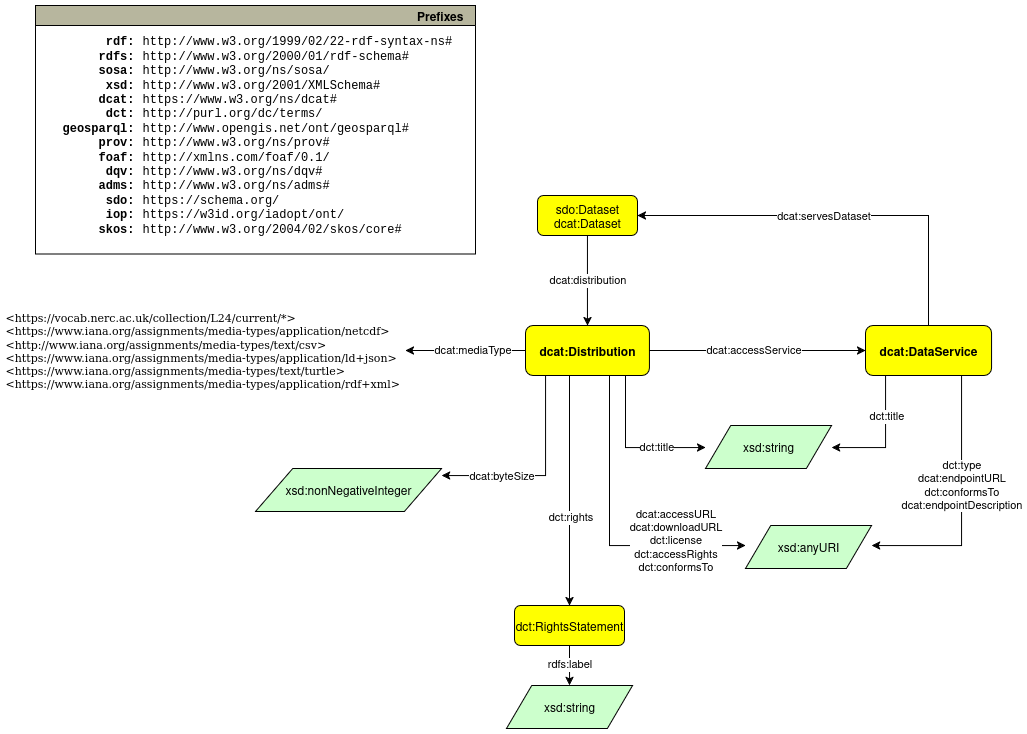 Prefixes
rdf: http://www.w3.org/1999/02/22-rdf-syntax-ns#
rdfs: http://www.w3.org/2000/01/rdf-schema#
sosa: http://www.w3.org/ns/sosa/
xsd: http://www.w3.org/2001/XMLSchema#
dcat: https://www.w3.org/ns/dcat#
dct: http://purl.org/dc/terms/
geosparql: http://www.opengis.net/ont/geosparql#
prov: http://www.w3.org/ns/prov#
foaf: http://xmlns.com/foaf/0.1/
dqv: http://www.w3.org/ns/dqv#
adms: http://www.w3.org/ns/adms#
sdo: https://schema.org/
iop: https://w3id.org/iadopt/ont/
skos: http://www.w3.org/2004/02/skos/core#
sdo:Dataset
dcat:Dataset
dcat:servesDataset
dcat:distribution
<https://vocab.nerc.ac.uk/collection/L24/current/*>
<https://www.iana.org/assignments/media-types/application/netcdf>
<http://www.iana.org/assignments/media-types/text/csv>
<https://www.iana.org/assignments/media-types/application/ld+json>
<https://www.iana.org/assignments/media-types/text/turtle>
<https://www.iana.org/assignments/media-types/application/rdf+xml>
dcat:mediaType
dcat:Distribution
dcat:accessService
dcat:DataService
dct:title
dct:title
xsd:string
dcat:byteSize
xsd:nonNegativeInteger
dct:type
dcat:endpointURL
dct:conformsTo
dcat:endpointDescription
dct:rights
dcat:accessURL
dcat:downloadURL
dct:license
dct:accessRights
dct:conformsTo
xsd:anyURI
dct:RightsStatement
rdfs:label
xsd:string